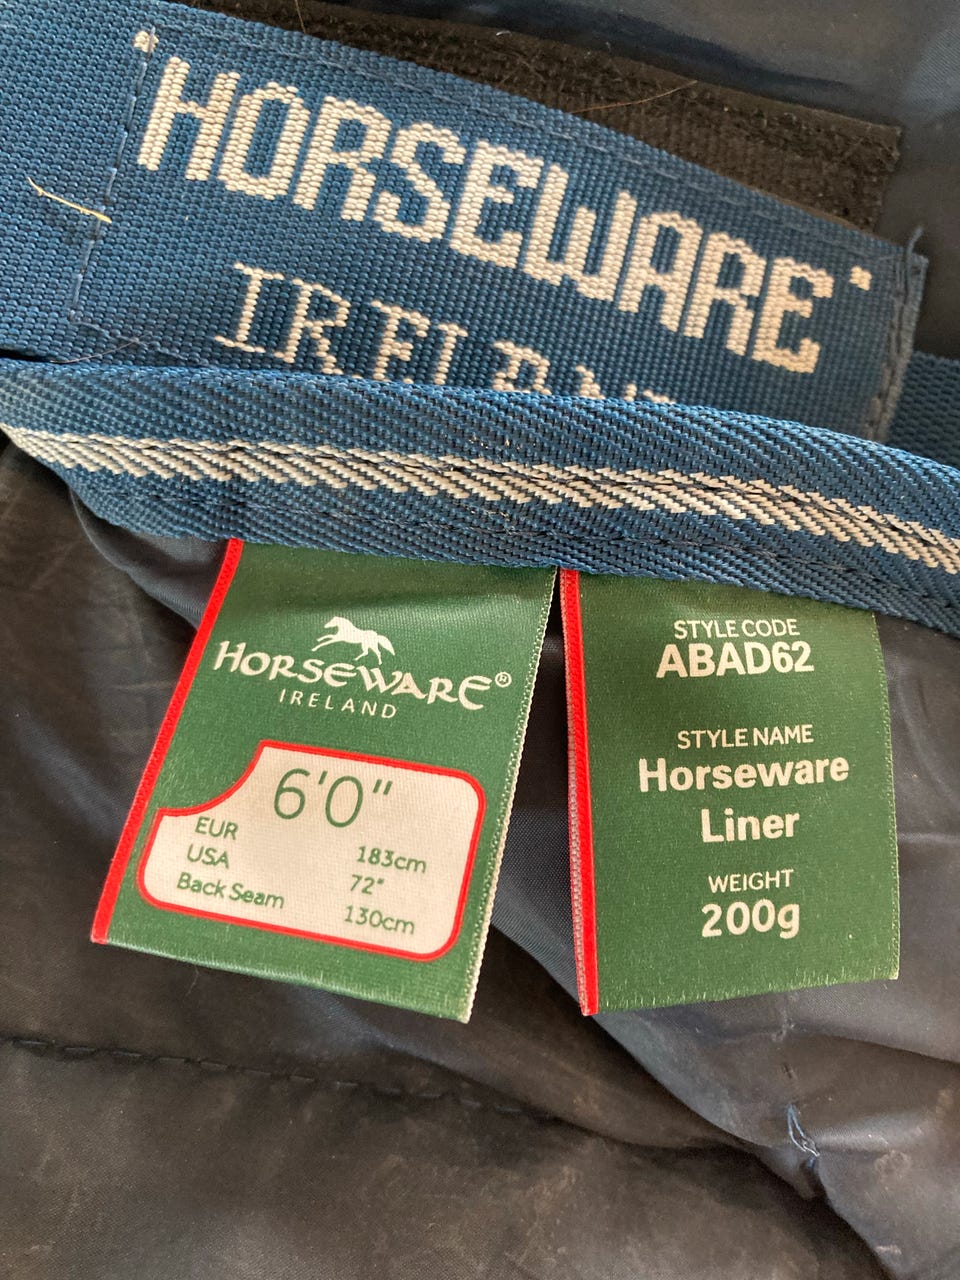 HORSEWARE
IRELAND
HORSEWARE®
IRELAND
6'0"
EUR 183cm
USA 72"
Back Seam 130cm
STYLE CODE
ABAD62
STYLE NAME
Horseware
Liner
WEIGHT
200g